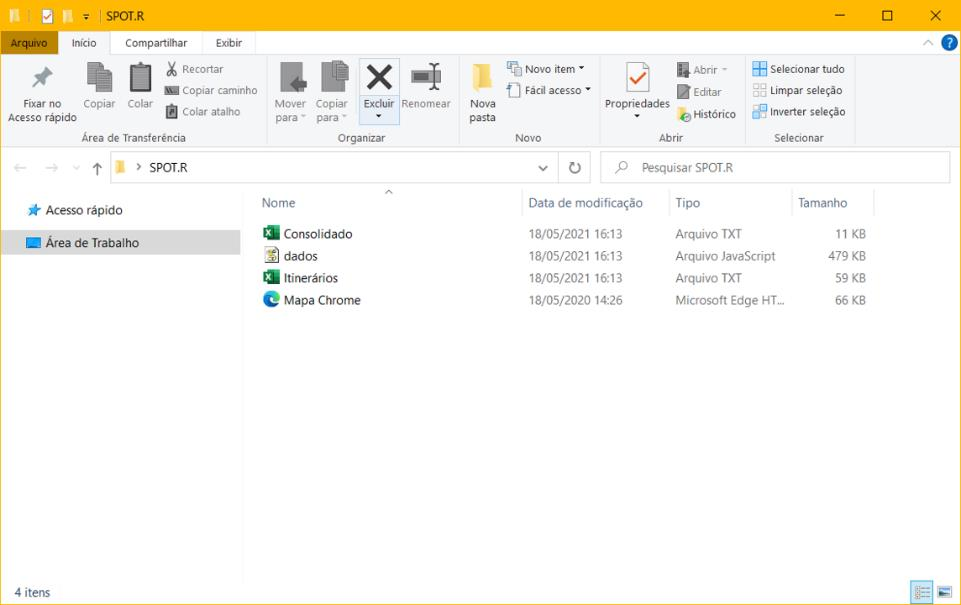 SPOT.R
Arquivo Início Compartilhar Exibir
Fixar no Acesso rápido
Copiar
Colar
Recortar
Copiar caminho
Colar atalho
Área de Transferência
Mover para
Copiar para
Excluir
Renomear
Organizar
Nova pasta
Novo item
Fácil acesso
Novo
Propriedades
Abrir
Editar
Histórico
Abrir
Selecionar tudo
Limpar seleção
Inverter seleção
Selecionar
SPOT.R
Pesquisar SPOT.R
Acesso rápido
Área de Trabalho
Nome Data de modificação Tipo Tamanho
Consolidado 18/05/2021 16:13 Arquivo TXT 11 KB
dados 18/05/2021 16:13 Arquivo JavaScript 479 KB
Itinerários 18/05/2021 16:13 Arquivo TXT 59 KB
Mapa Chrome 18/05/2020 14:26 Microsoft Edge HT... 66 KB
4 itens